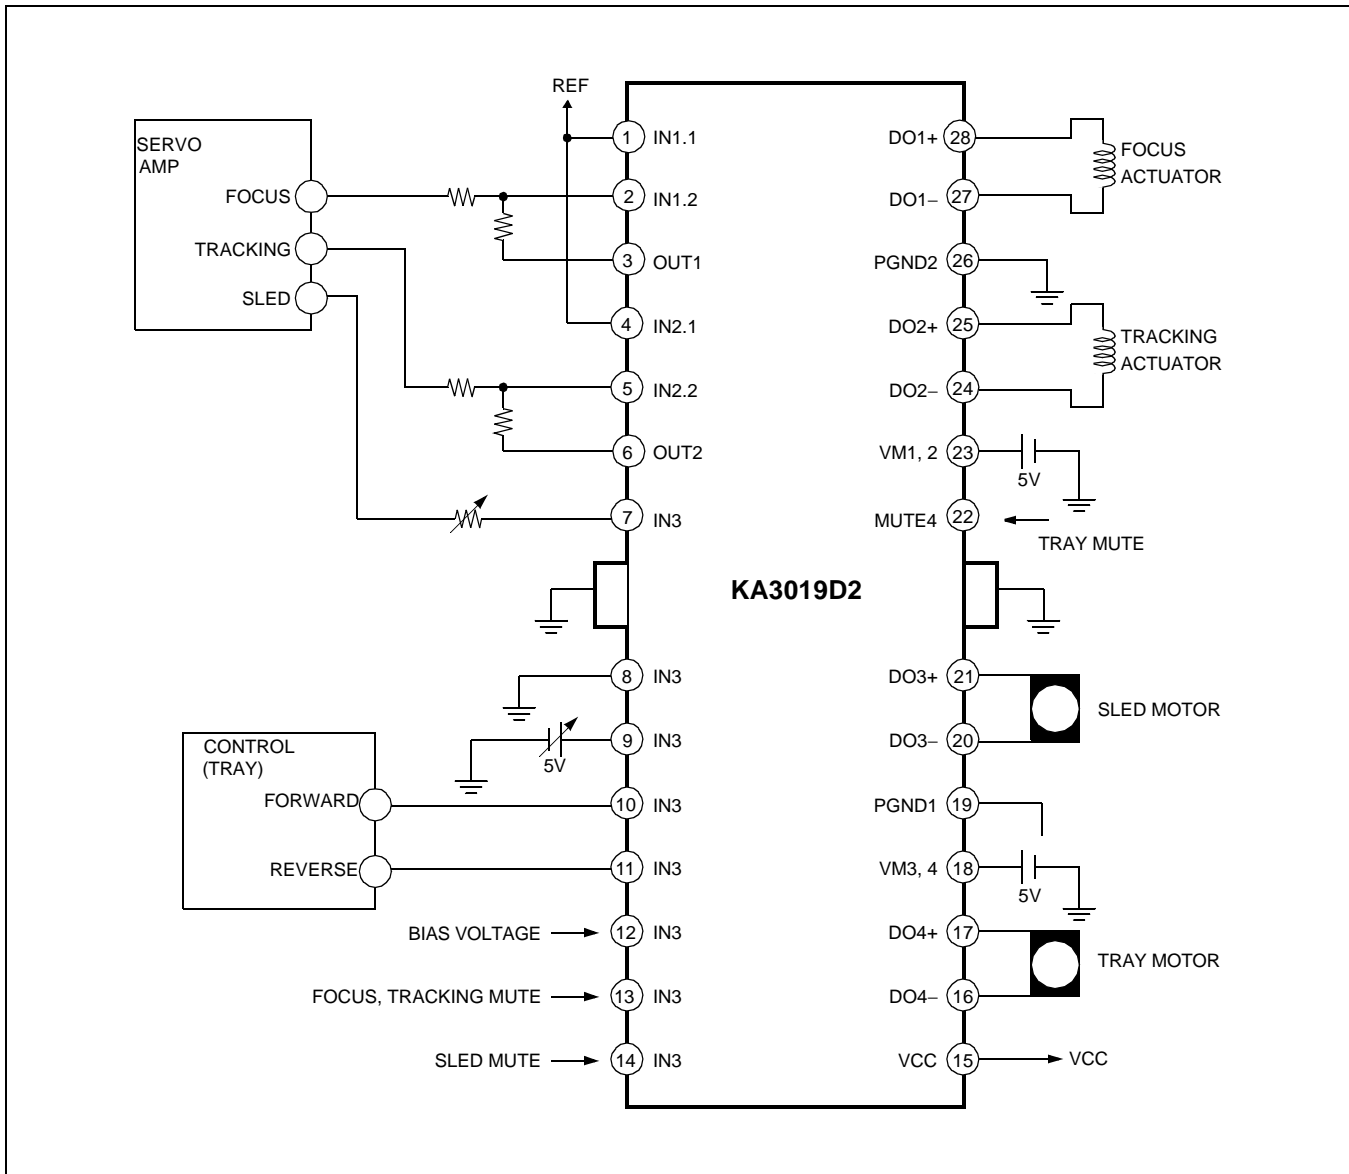 REF
SERVO
AMP
FOCUS
TRACKING
SLED
1 IN1.1
2 IN1.2
3 OUT1
4 IN2.1
5 IN2.2
6 OUT2
7 IN3
KA3019D2
8 IN3
9 IN3
5V
CONTROL
(TRAY)
FORWARD
REVERSE
10 IN3
11 IN3
BIAS VOLTAGE 12 IN3
FOCUS, TRACKING MUTE 13 IN3
SLED MUTE 14 IN3
DO1+ 28
FOCUS
ACTUATOR
DO1− 27
PGND2 26
DO2+ 25
TRACKING
ACTUATOR
DO2− 24
VM1, 2 23
5V
MUTE4 22
TRAY MUTE
DO3+ 21
SLED MOTOR
DO3− 20
PGND1 19
VM3, 4 18
5V
DO4+ 17
TRAY MOTOR
DO4− 16
VCC 15 VCC